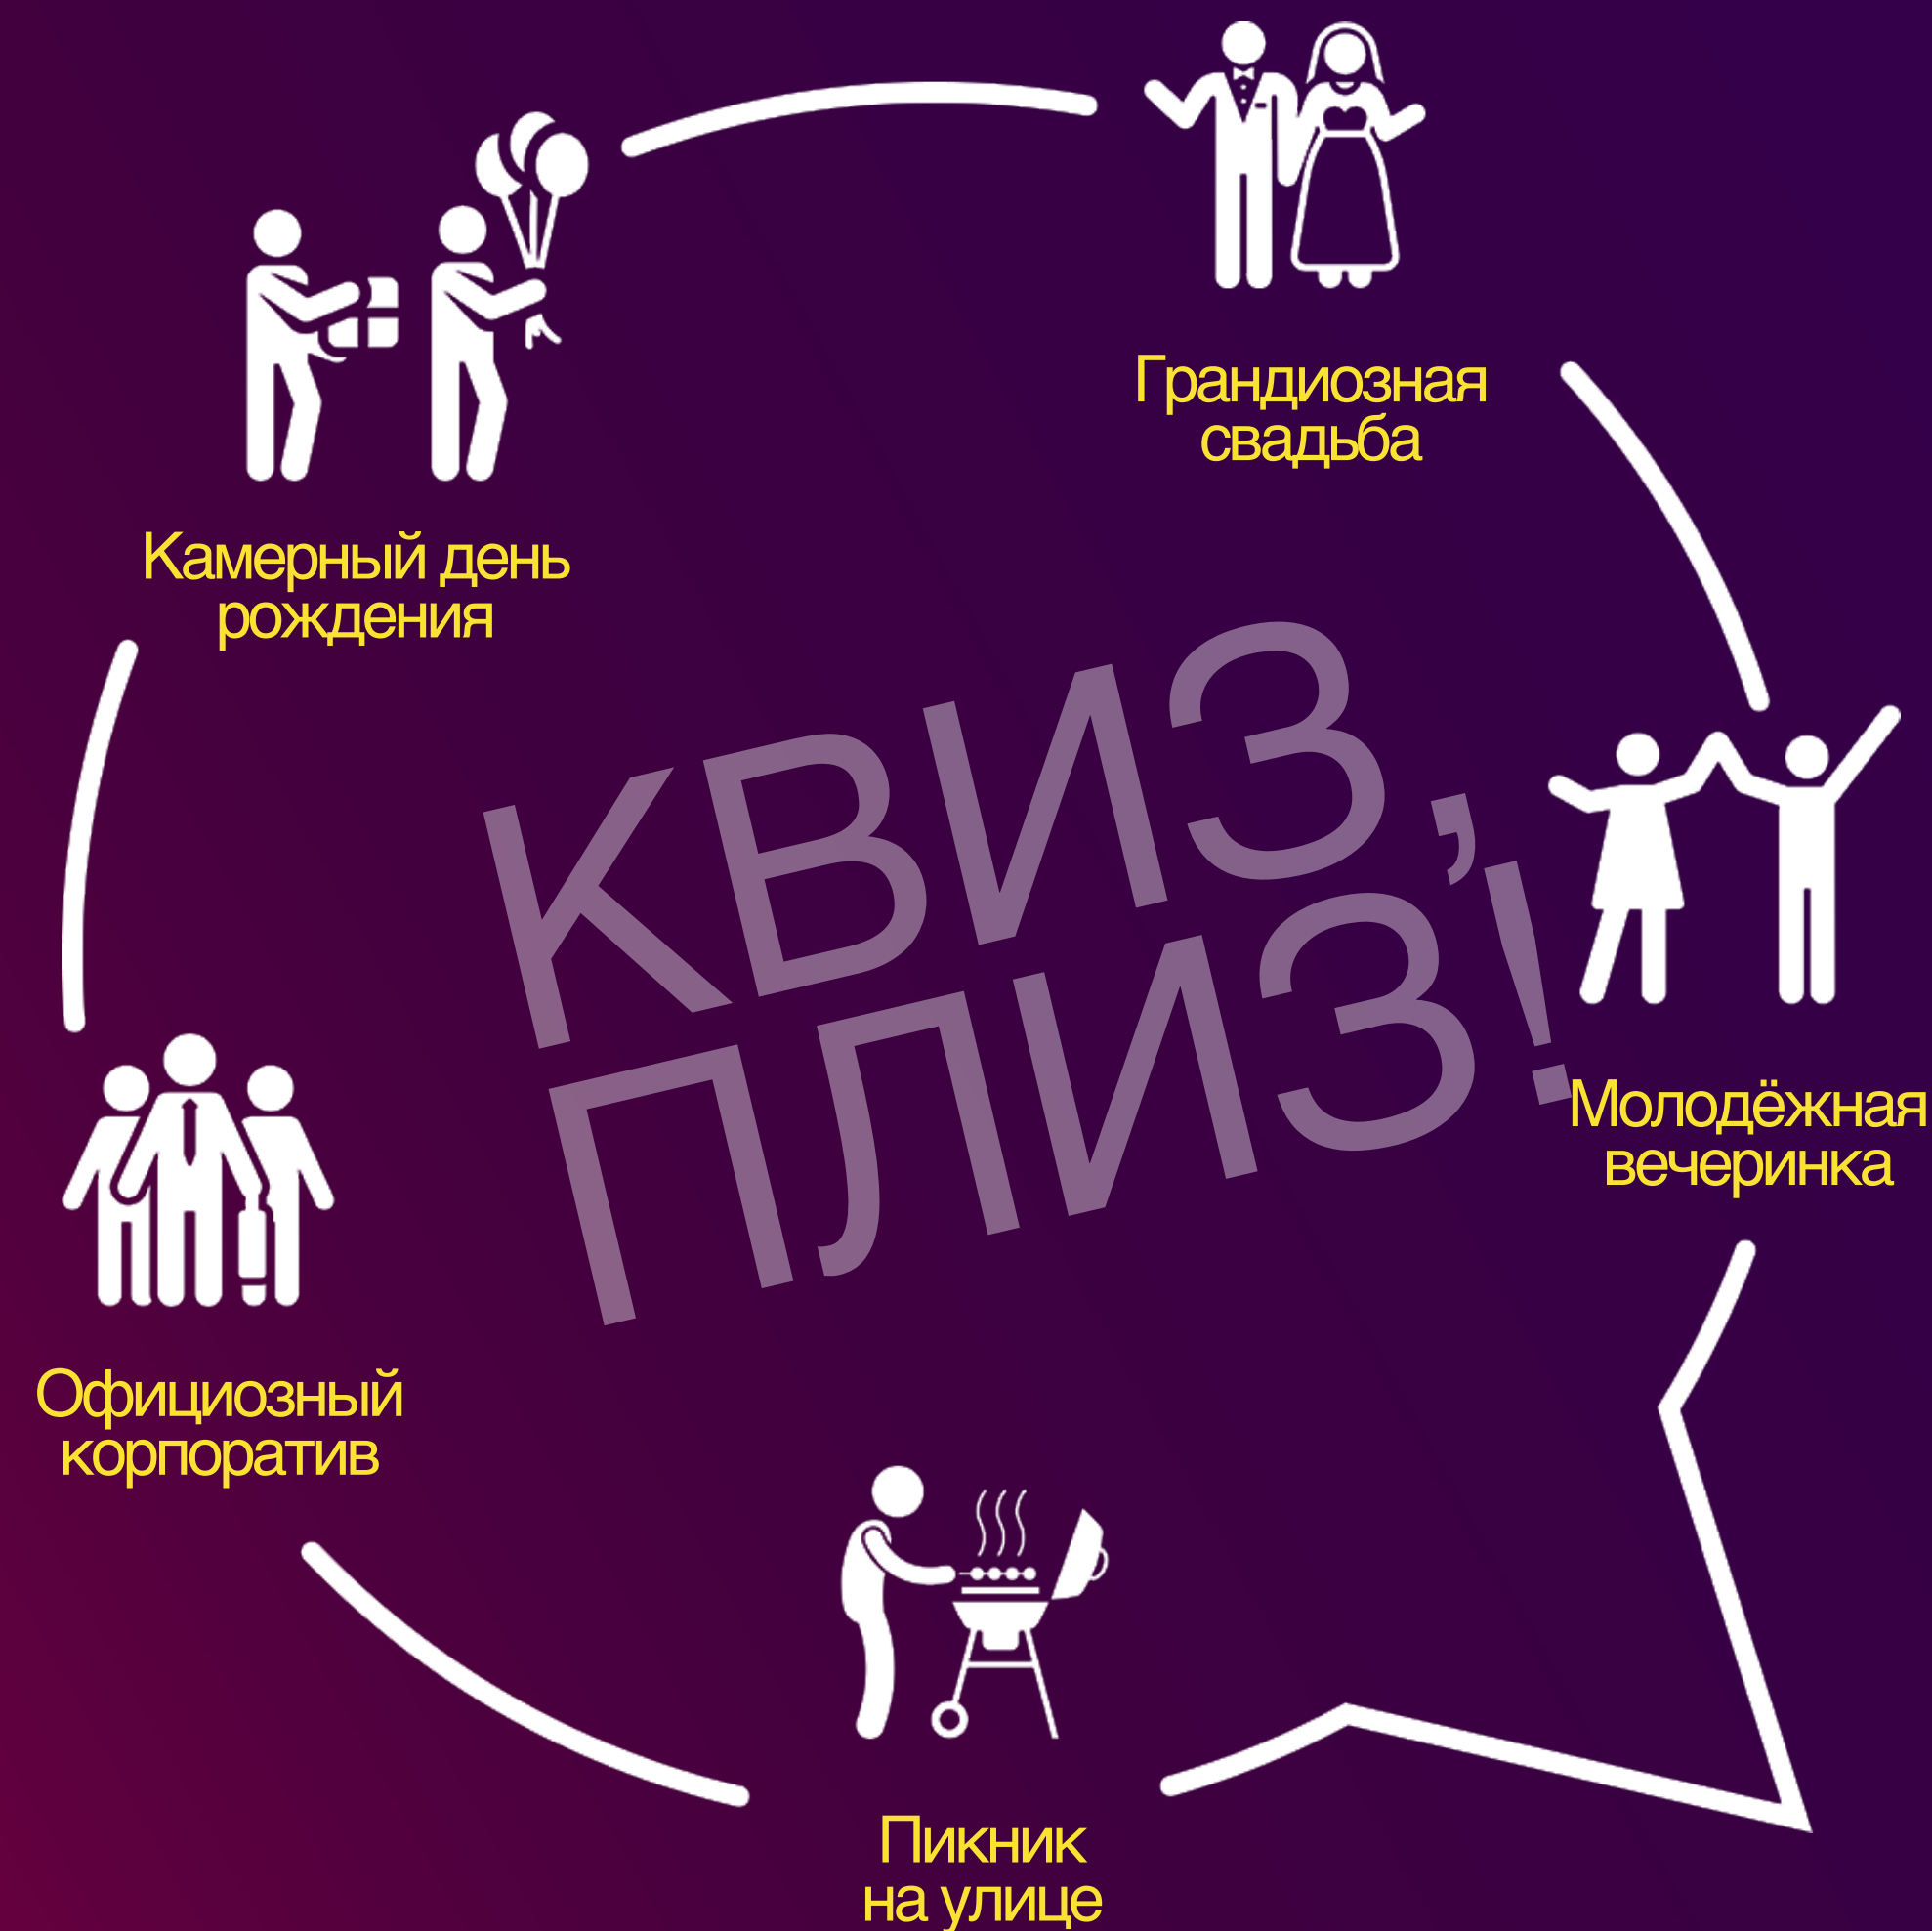 Грандиозная
свадьба
Камерный день
рождения
КВИЗ,
ПЛИЗ!
Молодёжная
вечеринка
Официозный
корпоратив
Пикник
на улице